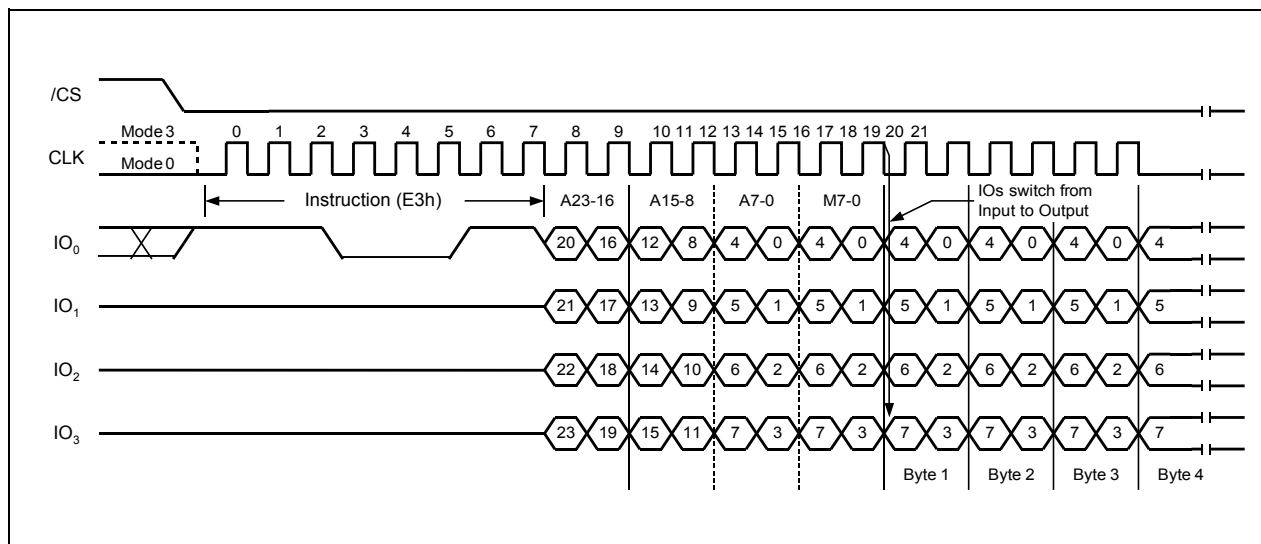 /CS
Mode 3
0 1 2 3 4 5 6 7 8 9 10 11 12 13 14 15 16 17 18 19 20 21
CLK
Mode 0
Instruction (E3h) A23-16 A15-8 A7-0 M7-0
IOs switch from
Input to Output
IO0 20 16 12 8 4 0 4 0 4 0 4 0 4 0 4
IO1 21 17 13 9 5 1 5 1 5 1 5 1 5 1 5
IO2 22 18 14 10 6 2 6 2 6 2 6 2 6 2 6
IO3 23 19 15 11 7 3 7 3 7 3 7 3 7 3 7
Byte 1 Byte 2 Byte 3 Byte 4